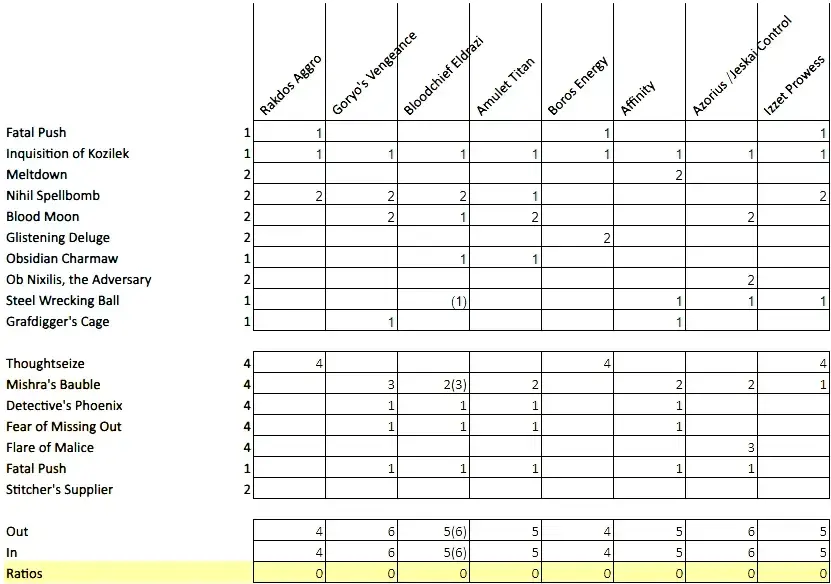 Rakdos Aggro Goryo's Vengeance Bloodchief Eldrazi Amulet Titan Boros Energy Affinity Azorius /Jeskai Control Izzet Prowess
Fatal Push 1 1 1 1
Inquisition of Kozilek 1 1 1 1 1 1 1 1 1
Meltdown 2 2
Nihil Spellbomb 2 2 2 2 1 2
Blood Moon 2 2 1 2 2
Glistening Deluge 2 2
Obsidian Charmaw 1 1 1
Ob Nixilis, the Adversary 2 2
Steel Wrecking Ball 1 (1) 1 1 1
Grafdigger's Cage 1 1 1
Thoughtseize 4 4 4 4
Mishra's Bauble 4 3 2(3) 2 2 2 1
Detective's Phoenix 4 1 1 1 1
Fear of Missing Out 4 1 1 1 1
Flare of Malice 4 3
Fatal Push 1 1 1 1 1 1
Stitcher's Supplier 2
Out 4 6 5(6) 5 4 5 6 5
In 4 6 5(6) 5 4 5 6 5
Ratios 0 0 0 0 0 0 0 0